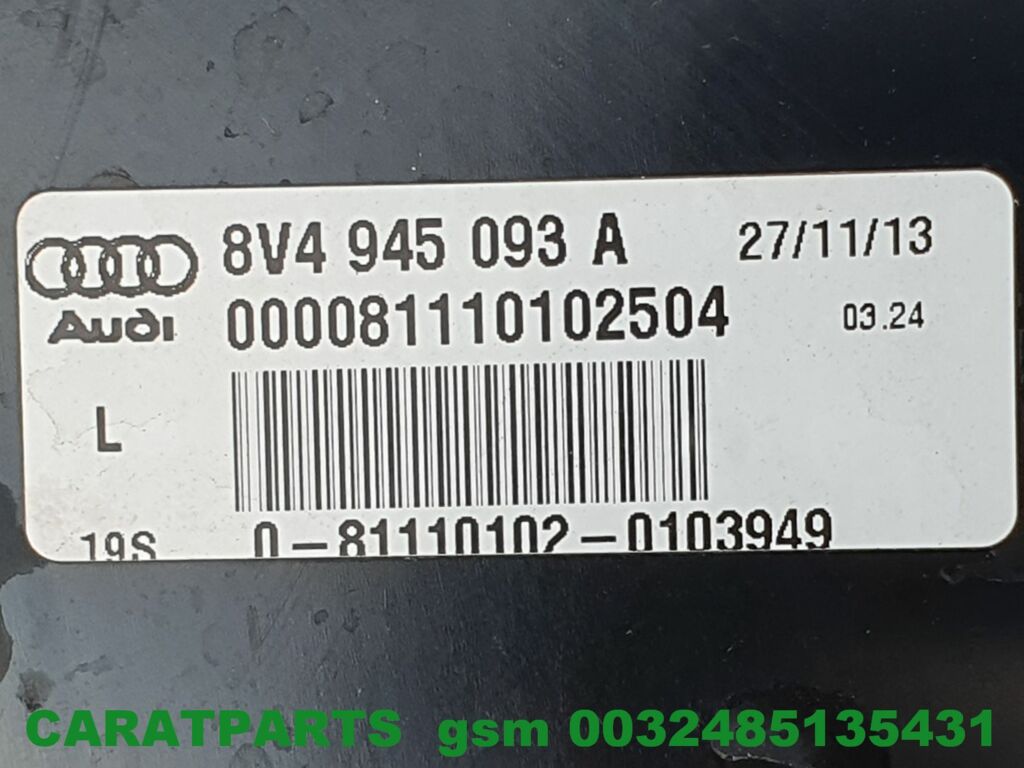 8V4 945 093 A 27/11/13
Audi 000081110102504 03.24
L
19S 0-81110102-0103949
CARATPARTS gsm 0032485135431